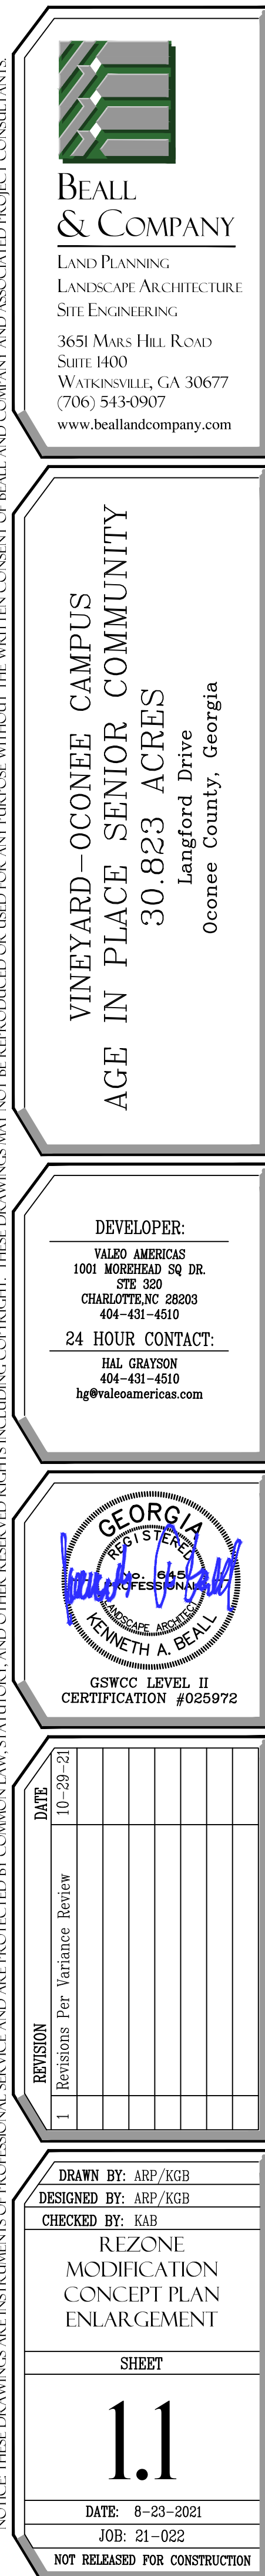 BEALL
& COMPANY
LAND PLANNING
LANDSCAPE ARCHITECTURE
SITE ENGINEERING
3651 MARS HILL ROAD
SUITE 1400
WATKINSVILLE, GA 30677
(706) 543-0907
www.beallandcompany.com
VINEYARD-OCONEE CAMPUS
AGE IN PLACE SENIOR COMMUNITY
30.823 ACRES
Langford Drive
Oconee County, Georgia
DEVELOPER:
VALEO AMERICAS
1001 MOREHEAD SQ DR.
STE 320
CHARLOTTE,NC 28203
404-431-4510
24 HOUR CONTACT:
HAL GRAYSON
404-431-4510
hg@valeoamericas.com
GEORGIA
REGISTERED
No. 645
PROFESSIONAL
LANDSCAPE ARCHITECT
KENNETH A. BEALL
GSWCC LEVEL II
CERTIFICATION #025972
REVISION DATE
1 Revisions Per Variance Review 10-29-21
DRAWN BY: ARP/KGB
DESIGNED BY: ARP/KGB
CHECKED BY: KAB
REZONE
MODIFICATION
CONCEPT PLAN
ENLARGEMENT
SHEET
1.1
DATE: 8-23-2021
JOB: 21-022
NOT RELEASED FOR CONSTRUCTION
NOTICE THESE DRAWINGS ARE INSTRUMENTS OF PROFESSIONAL SERVICE AND ARE PROTECTED BY COMMON LAW, STATUTORY, AND OTHER RESERVED RIGHTS INCLUDING COPYRIGHT. THESE DRAWINGS MAY NOT BE REPRODUCED OR USED FOR ANY PURPOSE WITHOUT THE WRITTEN CONSENT OF BEALL AND COMPANY AND ASSOCIATED PROJECT CONSULTANTS.